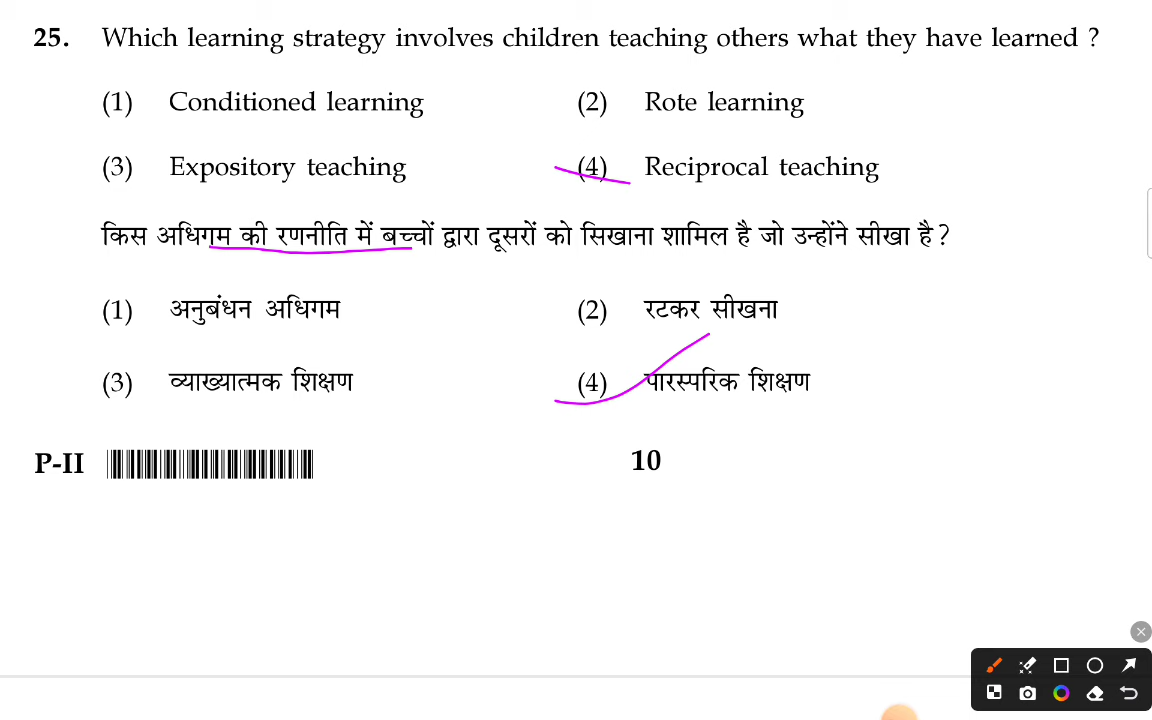 25. Which learning strategy involves children teaching others what they have learned ?
(1) Conditioned learning (2) Rote learning
(3) Expository teaching (4) Reciprocal teaching
किस अधिगम की रणनीति में बच्चों द्वारा दूसरों को सिखाना शामिल है जो उन्होंने सीखा है ?
(1) अनुबंधन अधिगम (2) रटकर सीखना
(3) व्याख्यात्मक शिक्षण (4) पारस्परिक शिक्षण
P-II 10